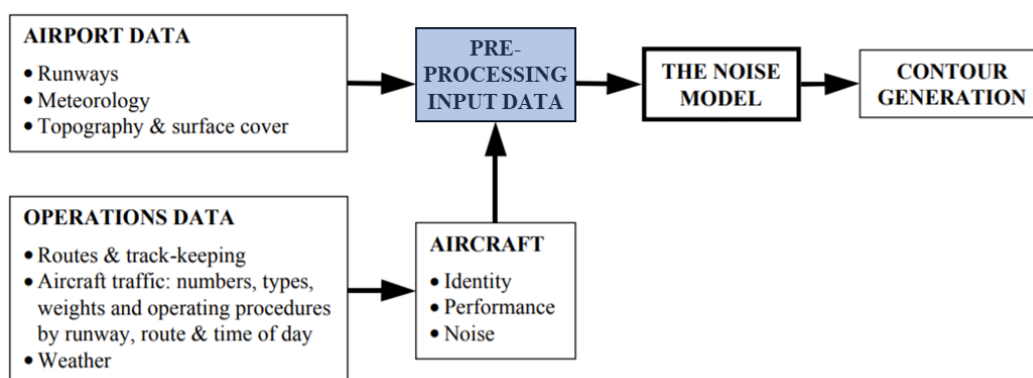 AIRPORT DATA
• Runways
• Meteorology
• Topography & surface cover
PRE-
PROCESSING
INPUT DATA
THE NOISE
MODEL
CONTOUR
GENERATION
OPERATIONS DATA
• Routes & track-keeping
• Aircraft traffic: numbers, types,
weights and operating procedures
by runway, route & time of day
• Weather
AIRCRAFT
• Identity
• Performance
• Noise